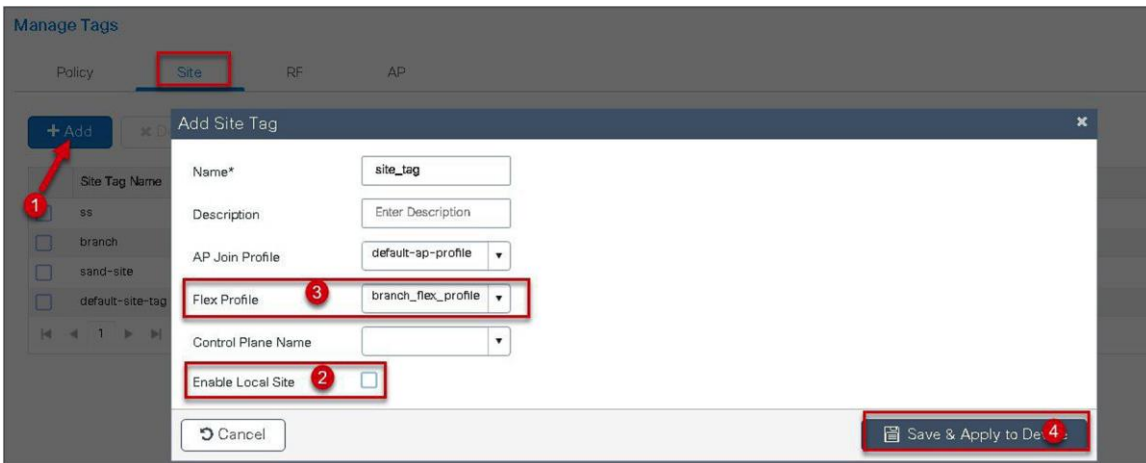 Manage Tags
Policy Site RF AP
+ Add
Add Site Tag
Name* site_tag
Site Tag Name
1
ss
Description Enter Description
branch
AP Join Profile default-ap-profile
sand-site
default-site-tag
Flex Profile 3 branch_flex_profile
1
Control Plane Name
Enable Local Site 2
Cancel Save & Apply to 4